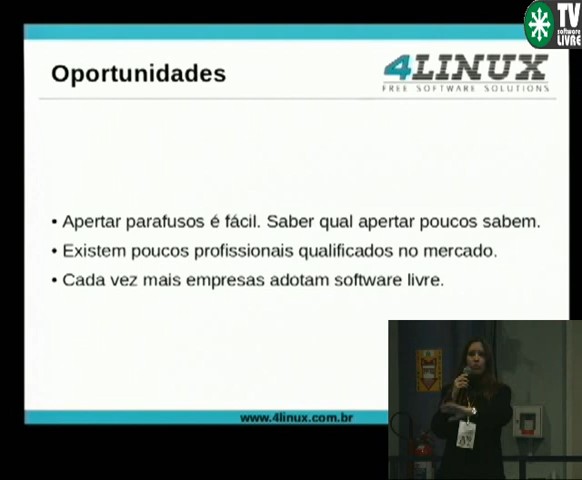 TV
software
LIVRE
Oportunidades
4LINUX
FREE SOFTWARE SOLUTIONS
• Apertar parafusos é fácil. Saber qual apertar poucos sabem.
• Existem poucos profissionais qualificados no mercado.
• Cada vez mais empresas adotam software livre.
www.4linux.com.br